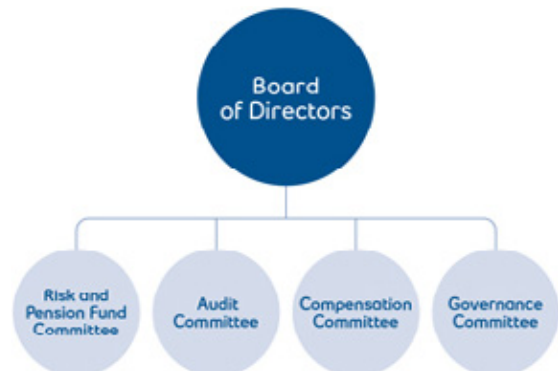 Board
of Directors
Risk and
Pension Fund
Committee
Audit
Committee
Compensation
Committee
Governance
Committee